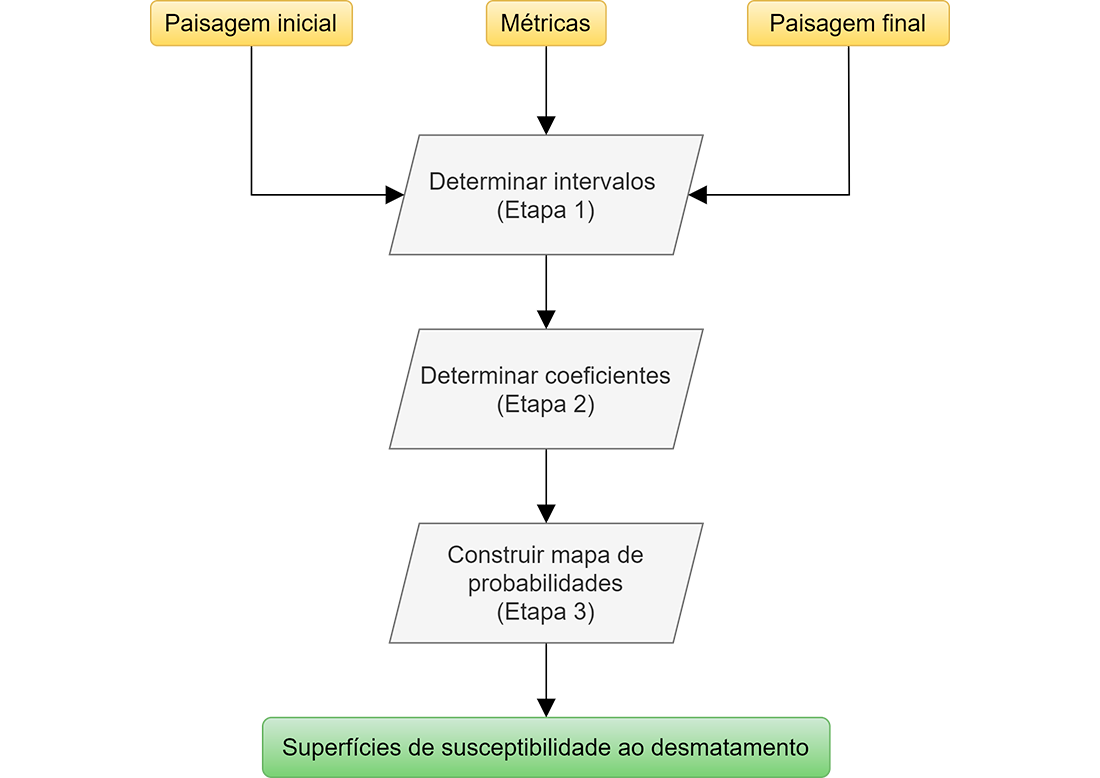 Paisagem inicial
Métricas
Paisagem final
Determinar intervalos
(Etapa 1)
Determinar coeficientes
(Etapa 2)
Construir mapa de
probabilidades
(Etapa 3)
Superfícies de susceptibilidade ao desmatamento